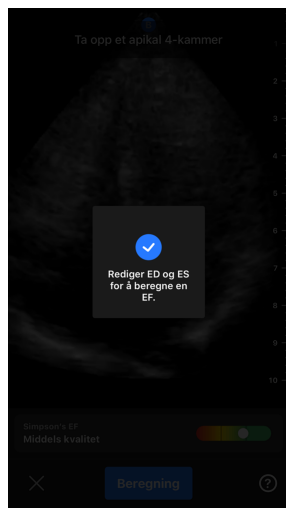 Ta opp et apikal 4-kammer
2
3
4
5
6
7
8
9
10
Rediger ED og ES
for å beregne en
EF.
Simpson's EF
Middels kvalitet
Beregning
?